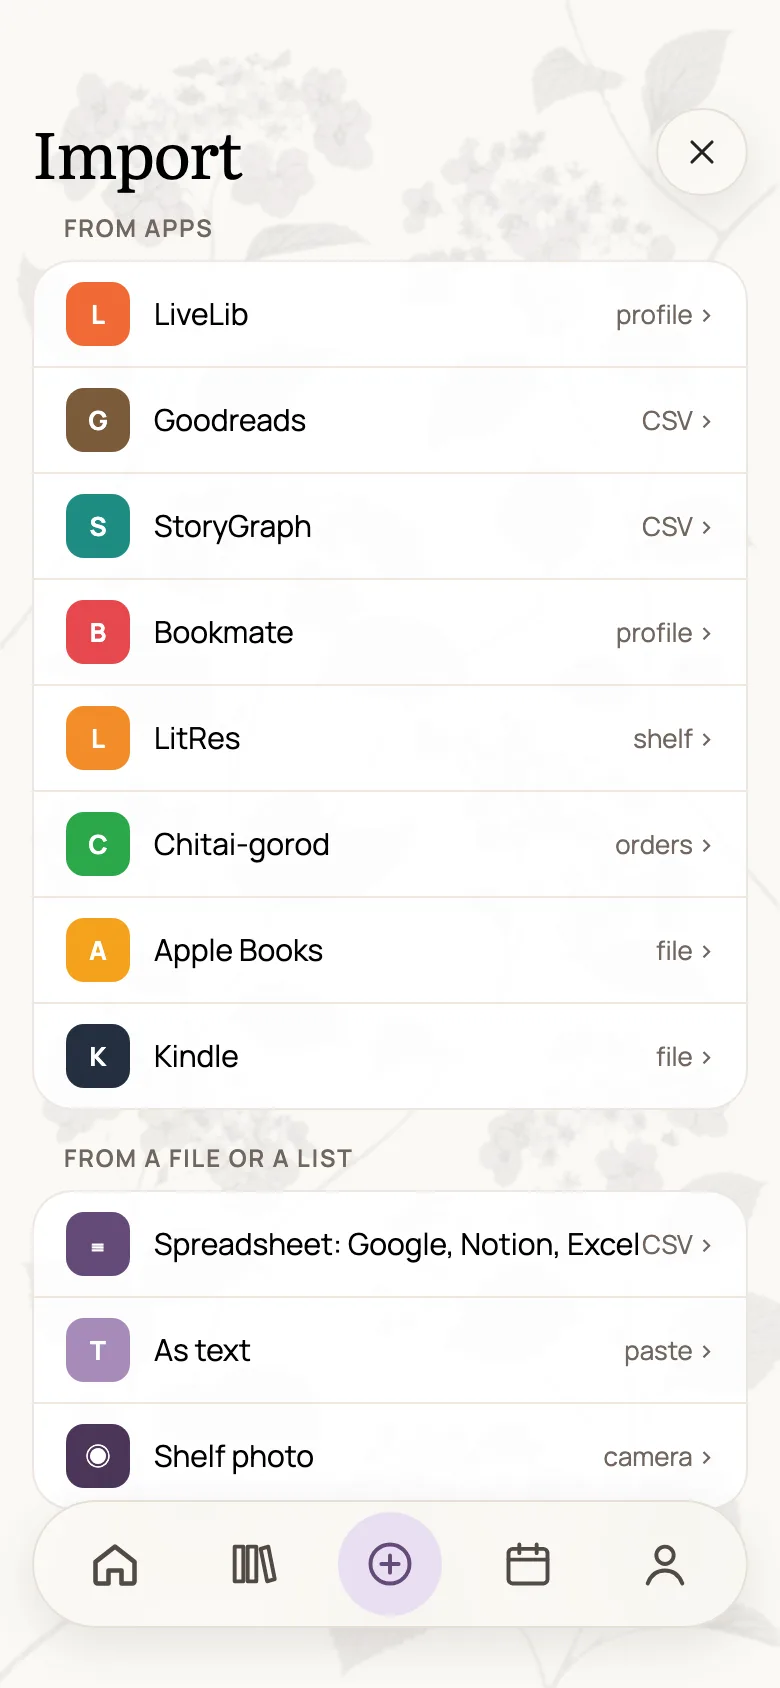 Import
FROM APPS
L LiveLib profile ›
G Goodreads CSV ›
S StoryGraph CSV ›
B Bookmate profile ›
L LitRes shelf ›
C Chitai-gorod orders ›
A Apple Books file ›
K Kindle file ›
FROM A FILE OR A LIST
Spreadsheet: Google, Notion, Excel CSV ›
T As text paste ›
Shelf photo camera ›